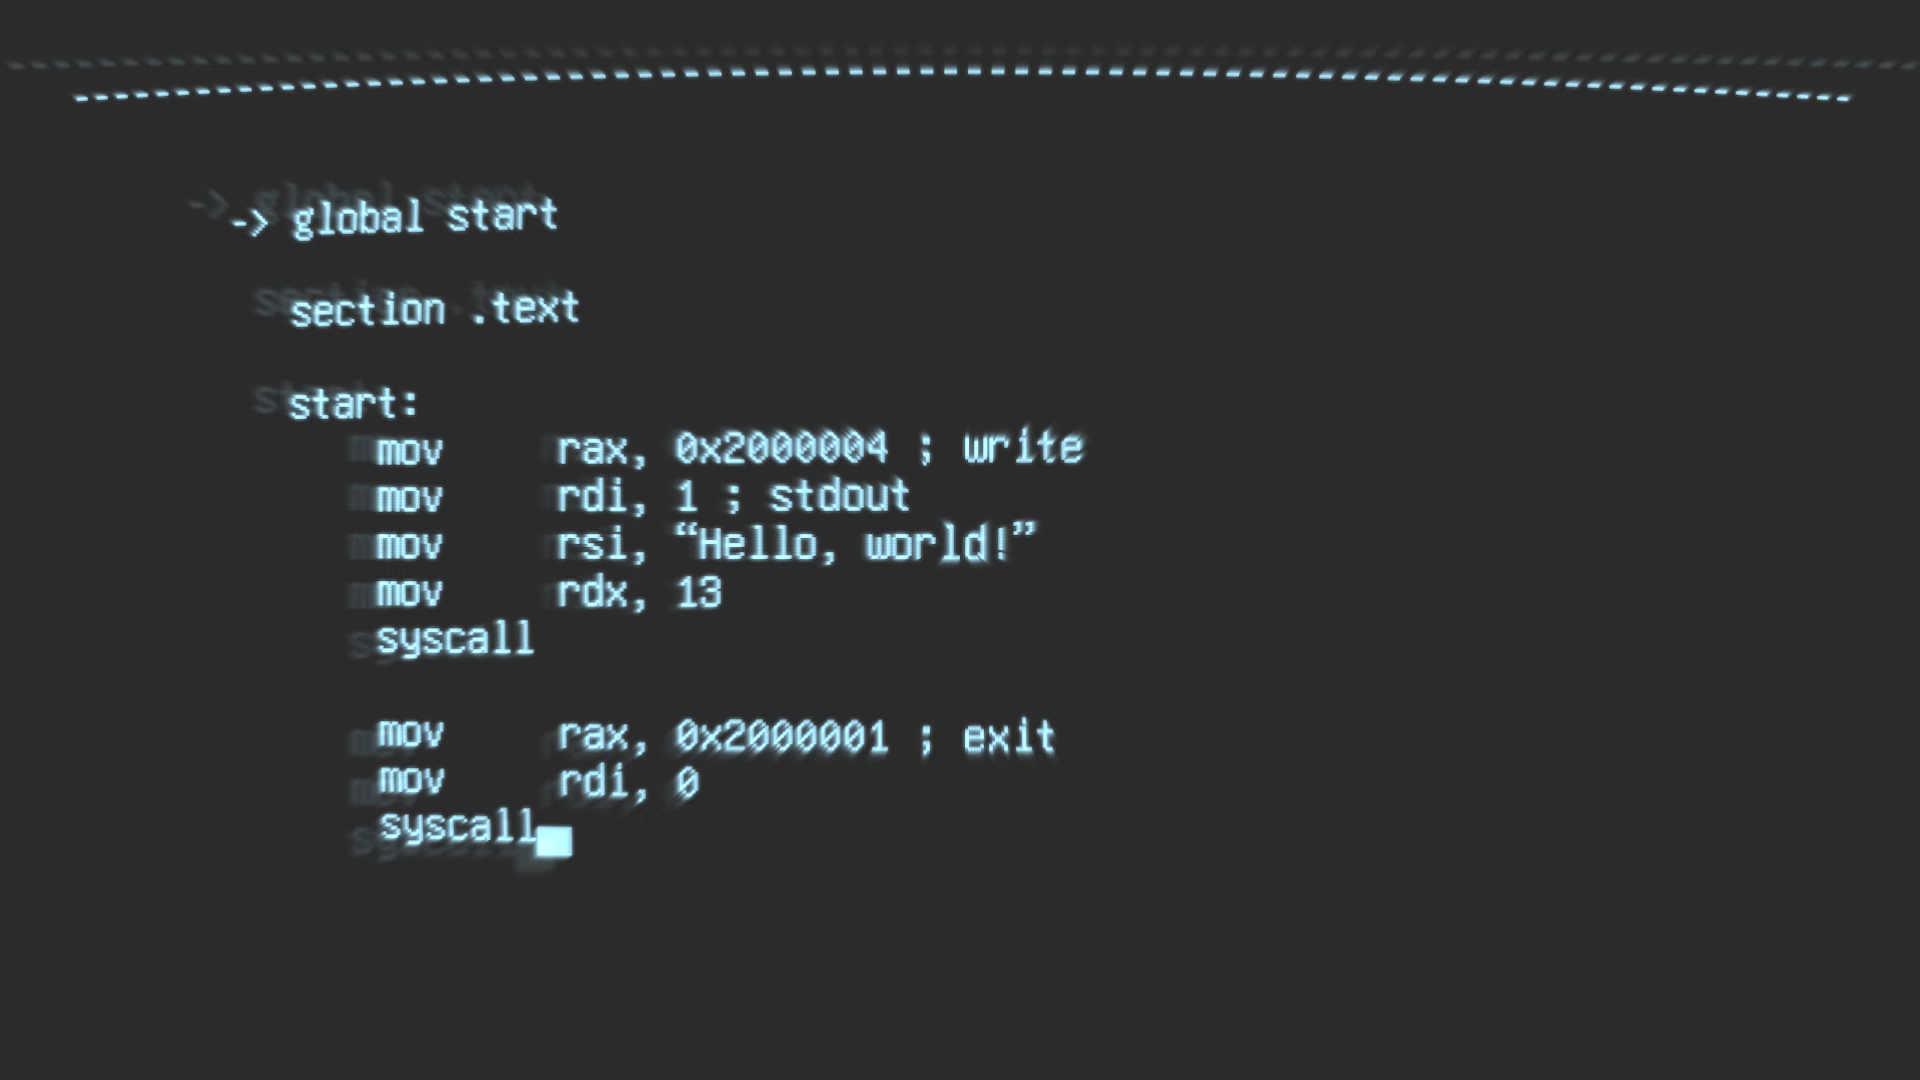 --------------------------------------------------------------------------------
-> global start
section .text
start:
mov rax, 0x2000004 ; write
mov rdi, 1 ; stdout
mov rsi, “Hello, world!”
mov rdx, 13
syscall
mov rax, 0x2000001 ; exit
mov rdi, 0
syscall